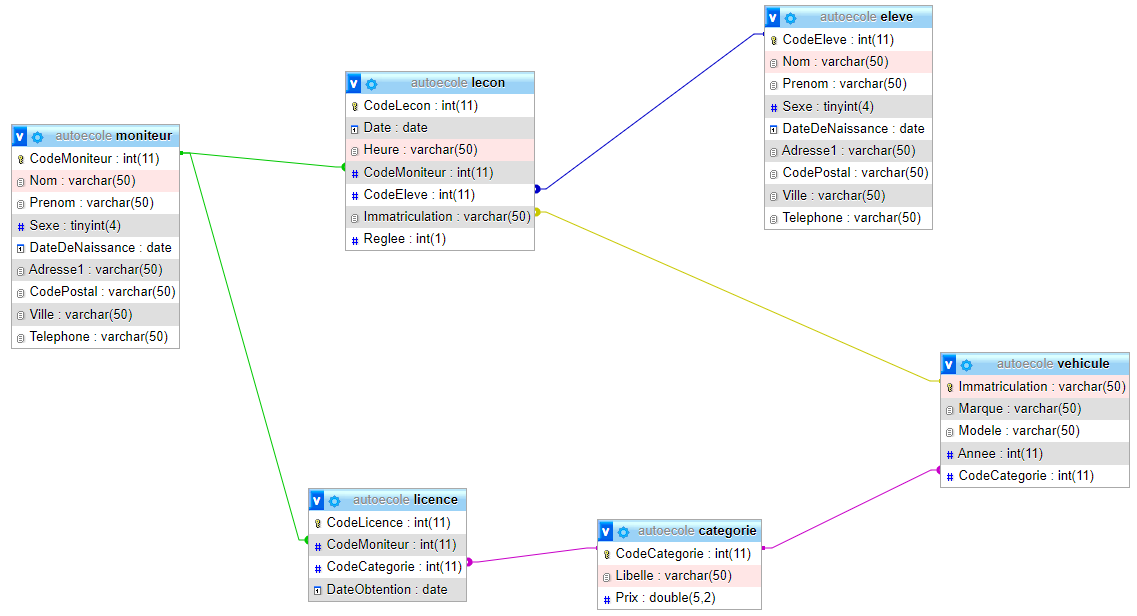 autoecole eleve
CodeEleve : int(11)
Nom : varchar(50)
Prenom : varchar(50)
Sexe : tinyint(4)
DateDeNaissance : date
Adresse1 : varchar(50)
CodePostal : varchar(50)
Ville : varchar(50)
Telephone : varchar(50)
autoecole lecon
CodeLecon : int(11)
Date : date
Heure : varchar(50)
CodeMoniteur : int(11)
CodeEleve : int(11)
Immatriculation : varchar(50)
Reglee : int(1)
autoecole moniteur
CodeMoniteur : int(11)
Nom : varchar(50)
Prenom : varchar(50)
Sexe : tinyint(4)
DateDeNaissance : date
Adresse1 : varchar(50)
CodePostal : varchar(50)
Ville : varchar(50)
Telephone : varchar(50)
autoecole vehicule
Immatriculation : varchar(50)
Marque : varchar(50)
Modele : varchar(50)
Annee : int(11)
CodeCategorie : int(11)
autoecole licence
CodeLicence : int(11)
CodeMoniteur : int(11)
CodeCategorie : int(11)
DateObtention : date
autoecole categorie
CodeCategorie : int(11)
Libelle : varchar(50)
Prix : double(5,2)